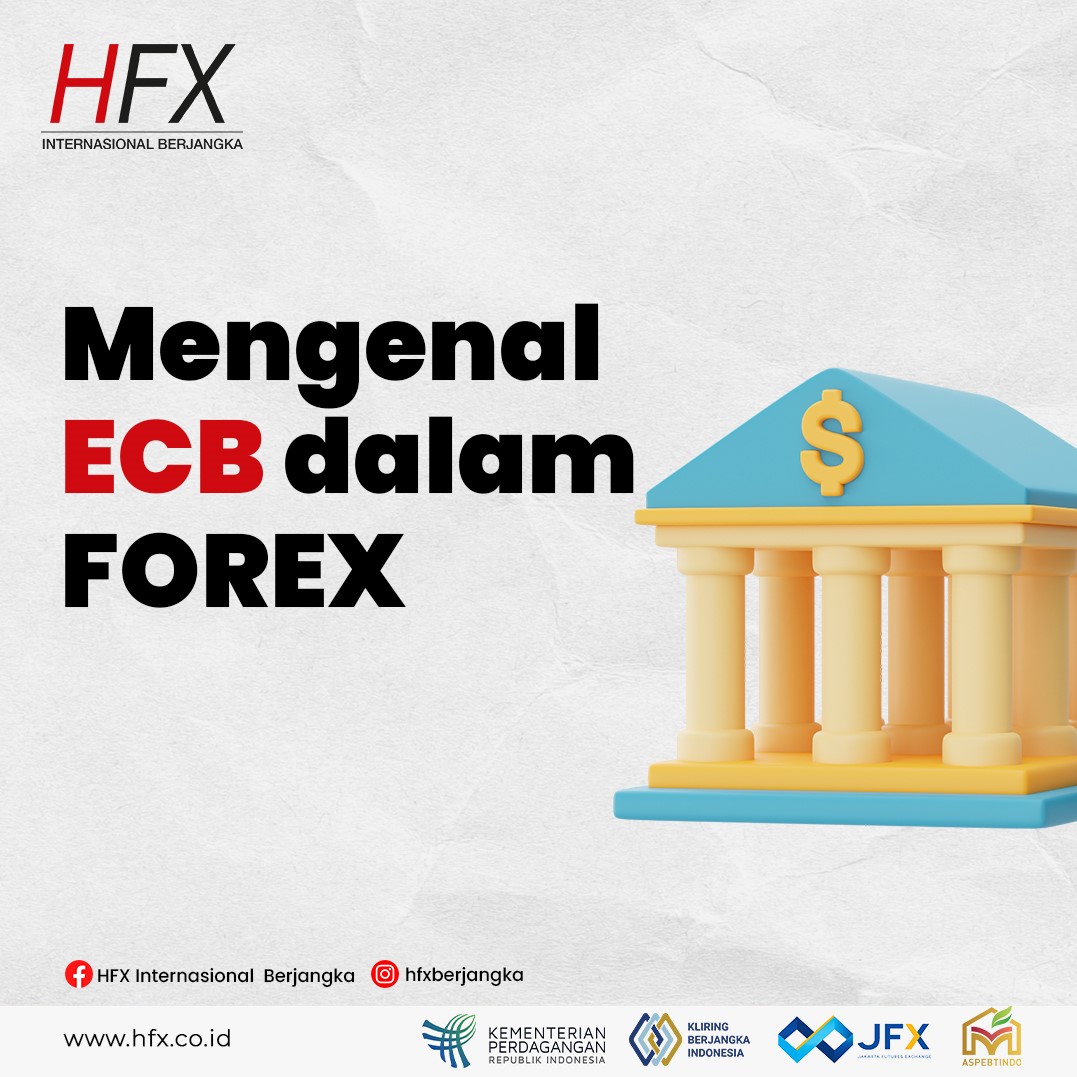 HFX
INTERNASIONAL BERJANGKA
Mengenal
ECB dalam
FOREX
$
HFX Internasional Berjangka
hfxberjangka
www.hfx.co.id
KEMENTERIAN
PERDAGANGAN
REPUBLIK INDONESIA
KLIRING
BERJANGKA
INDONESIA
JFX
JAKARTA FUTURES EXCHANGE
ASPEBTINDO